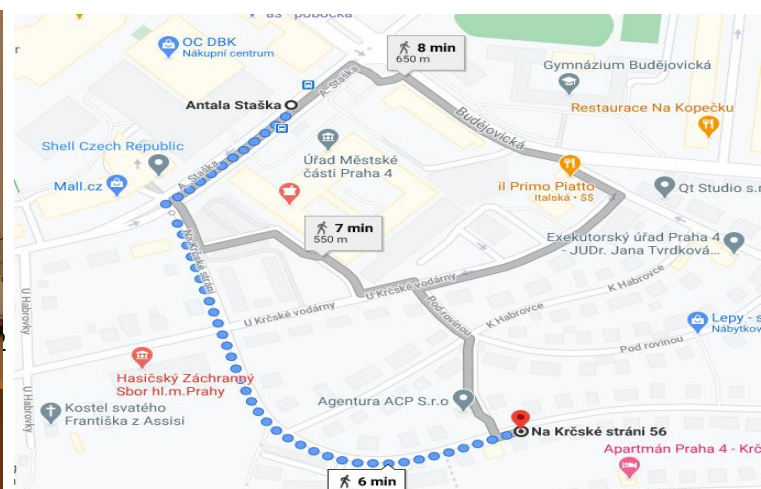 as - pobočka
OC DBK
Nákupní centrum
8 min
650 m
Gymnázium Budějovická
A. Staška
Antala Staška
Budějovická
Restaurace Na Kopečku
Shell Czech Republic
Úřad Městské
části Praha 4
A. Staška
Mall.cz
il Primo Piatto
Italská • $$
Qt Studio s.r
Na Krčské stráni
7 min
550 m
Exekutorský úřad Praha 4
- JUDr. Jana Tvrdková...
U Habrovky
U Krčské vodárny
K Habrovce
U Krčské vodárny
Pod rovinou
K Habrovce
Lepy - s
Nábytkov
Pod rovinou
Hasičský Záchranný
Sbor hl.m.Prahy
U Habrovky
Agentura ACP S.r.o
Kostel svatého
Františka z Assisi
Na Krčské stráni 56
Apartmán Praha 4 - Krč
6 min